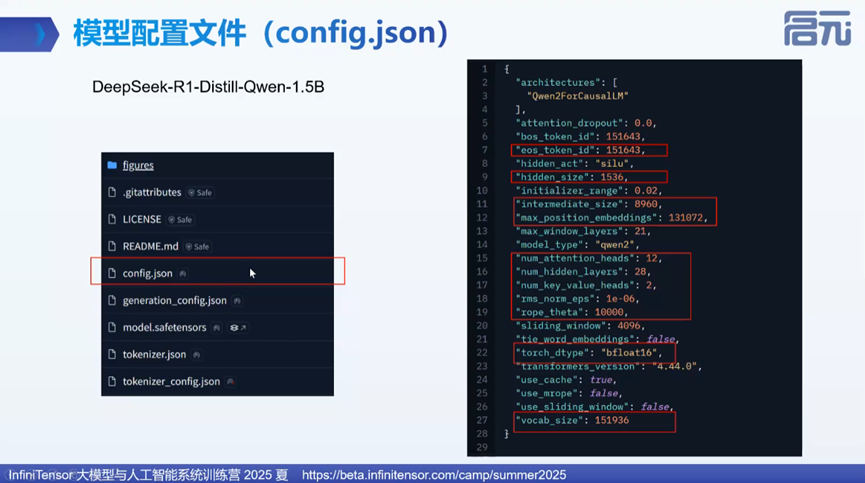 模型配置文件（config.json）
启元
DeepSeek-R1-Distill-Qwen-1.5B
figures
.gitattributes Safe
LICENSE Safe
README.md Safe
config.json
generation_config.json
model.safetensors
tokenizer.json
tokenizer_config.json
1 {
2 "architectures": [
3 "Qwen2ForCausalLM"
4 ],
5 "attention_dropout": 0.0,
6 "bos_token_id": 151643,
7 "eos_token_id": 151643,
8 "hidden_act": "silu",
9 "hidden_size": 1536,
10 "initializer_range": 0.02,
11 "intermediate_size": 8960,
12 "max_position_embeddings": 131072,
13 "max_window_layers": 21,
14 "model_type": "qwen2",
15 "num_attention_heads": 12,
16 "num_hidden_layers": 28,
17 "num_key_value_heads": 2,
18 "rms_norm_eps": 1e-06,
19 "rope_theta": 10000,
20 "sliding_window": 4096,
21 "tie_word_embeddings": false,
22 "torch_dtype": "bfloat16",
23 "transformers_version": "4.44.0",
24 "use_cache": true,
25 "use_mrope": false,
26 "use_sliding_window": false,
27 "vocab_size": 151936
28 }
29
InfiniTensor 大模型与人工智能系统训练营 2025 夏 https://beta.infinitensor.com/camp/summer2025